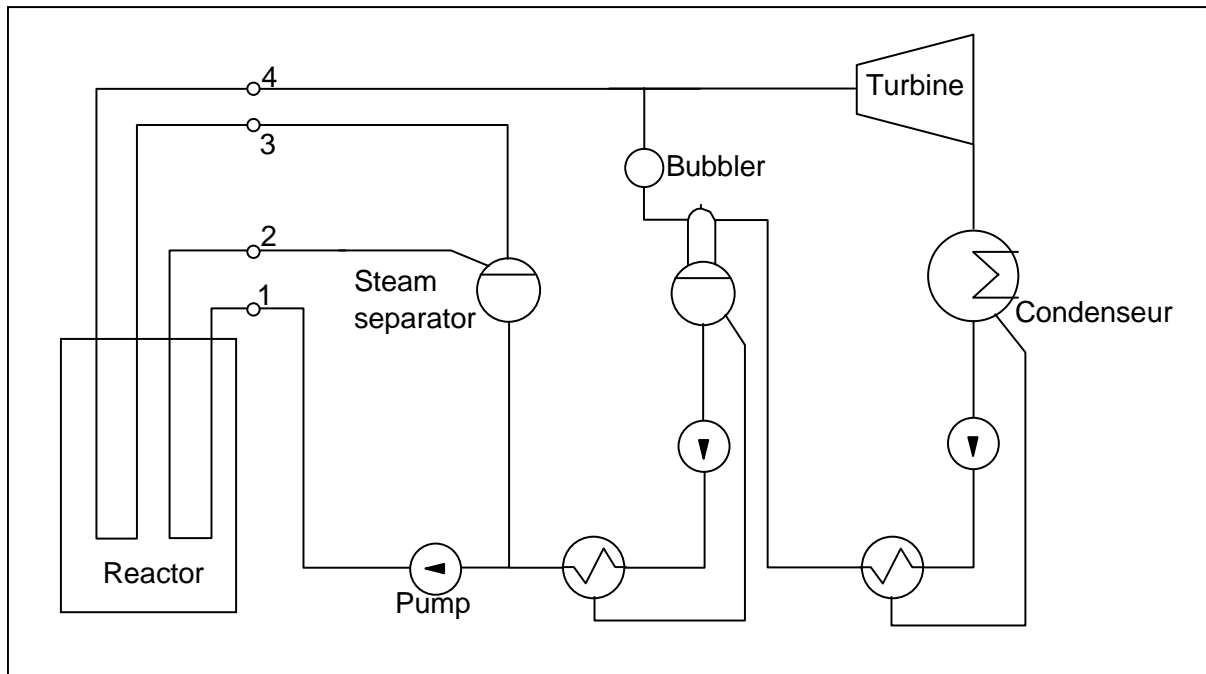 4
Turbine
3
Bubbler
2
Steam
separator
1
Condenseur
Reactor
Pump